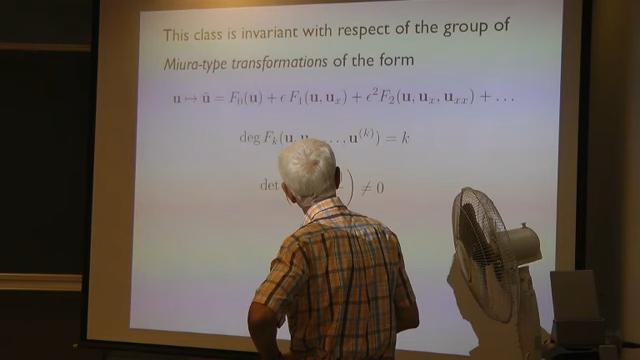 This class is invariant with respect of the group of
Miura-type transformations of the form
u ↦ ũ = F₀(u) + ϵ F₁(u, uₓ) + ϵ²F₂(u, uₓ, uₓₓ) + …
deg Fₖ(u, u … , u⁽ᵏ⁾) = k
det ( ) ≠ 0